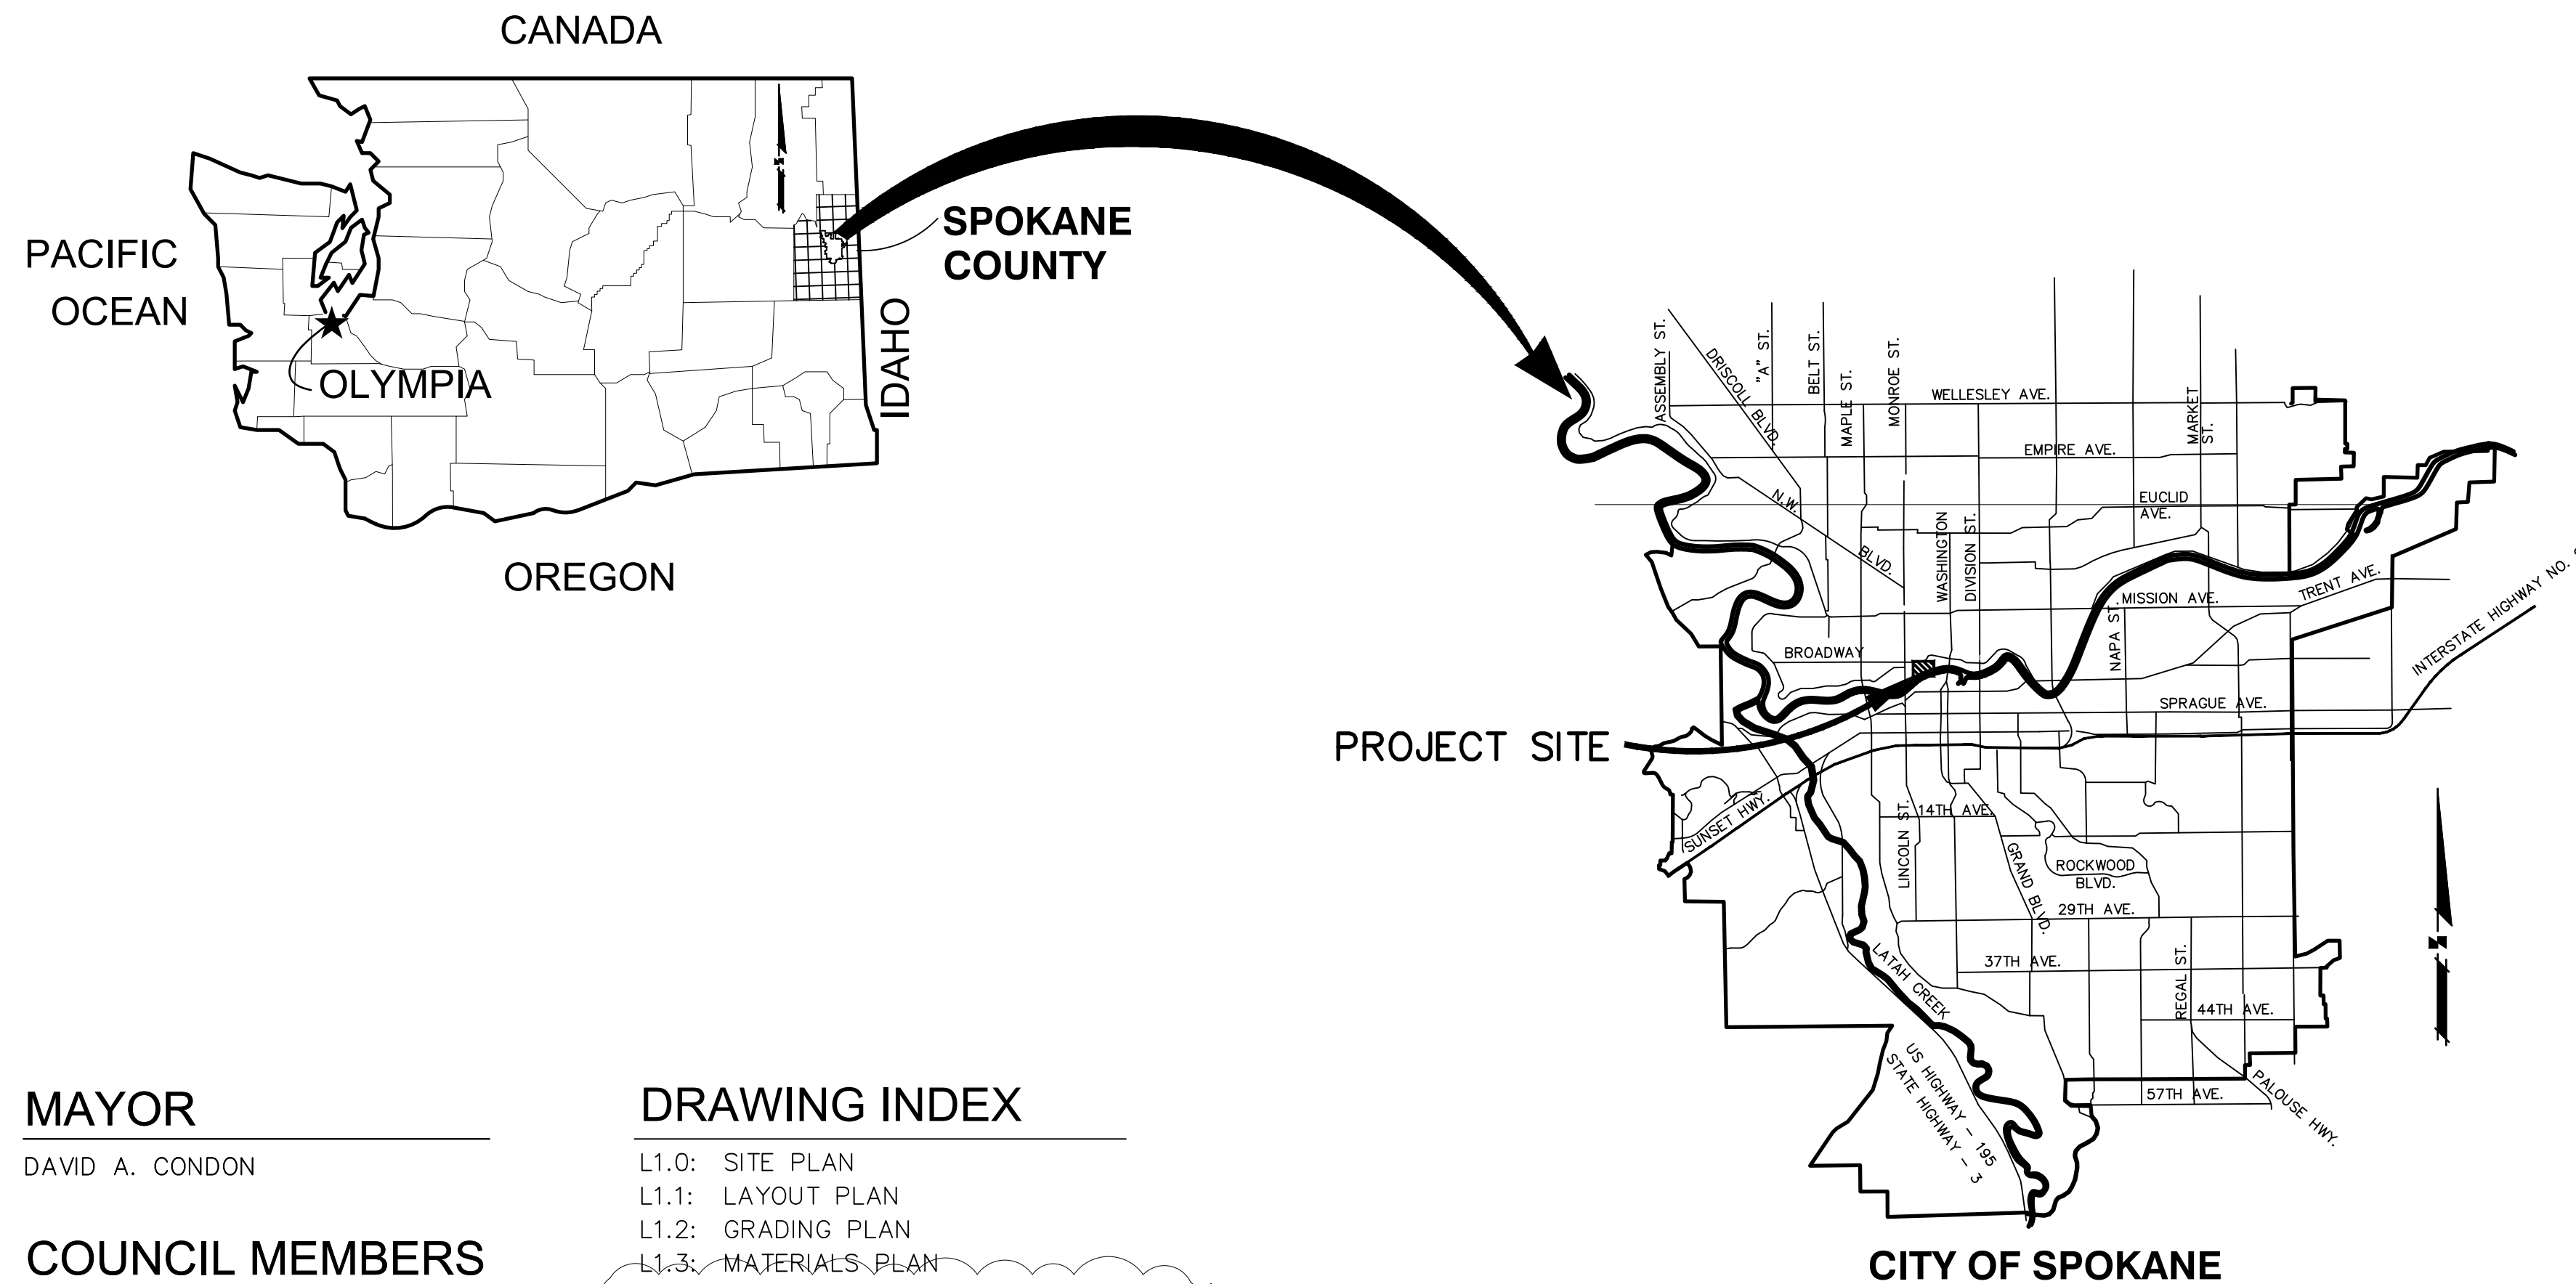 CANADA
PACIFIC
OCEAN
SPOKANE
COUNTY
IDAHO
OLYMPIA
OREGON
ASSEMBLY ST.
DRISCOLL BLVD.
"A" ST.
BELT ST.
MAPLE ST.
MONROE ST.
WELLESLEY AVE.
MARKET
ST.
EMPIRE AVE.
EUCLID
AVE.
N.W.
BLVD.
WASHINGTON
DIVISION ST.
TRENT AVE.
MISSION AVE.
NAPA ST.
INTERSTATE HIGHWAY NO.
BROADWAY
SPRAGUE AVE.
PROJECT SITE
SUNSET HWY.
LINCOLN ST.
14TH AVE.
GRAND BLVD.
ROCKWOOD
BLVD.
29TH AVE.
LATAH CREEK
37TH AVE.
REGAL ST.
44TH AVE.
US HIGHWAY - 195
STATE HIGHWAY - 3
57TH AVE.
PALOUSE HWY.
CITY OF SPOKANE
MAYOR
DAVID A. CONDON
COUNCIL MEMBERS
DRAWING INDEX
L1.0: SITE PLAN
L1.1: LAYOUT PLAN
L1.2: GRADING PLAN
L1.3: MATERIALS PLAN